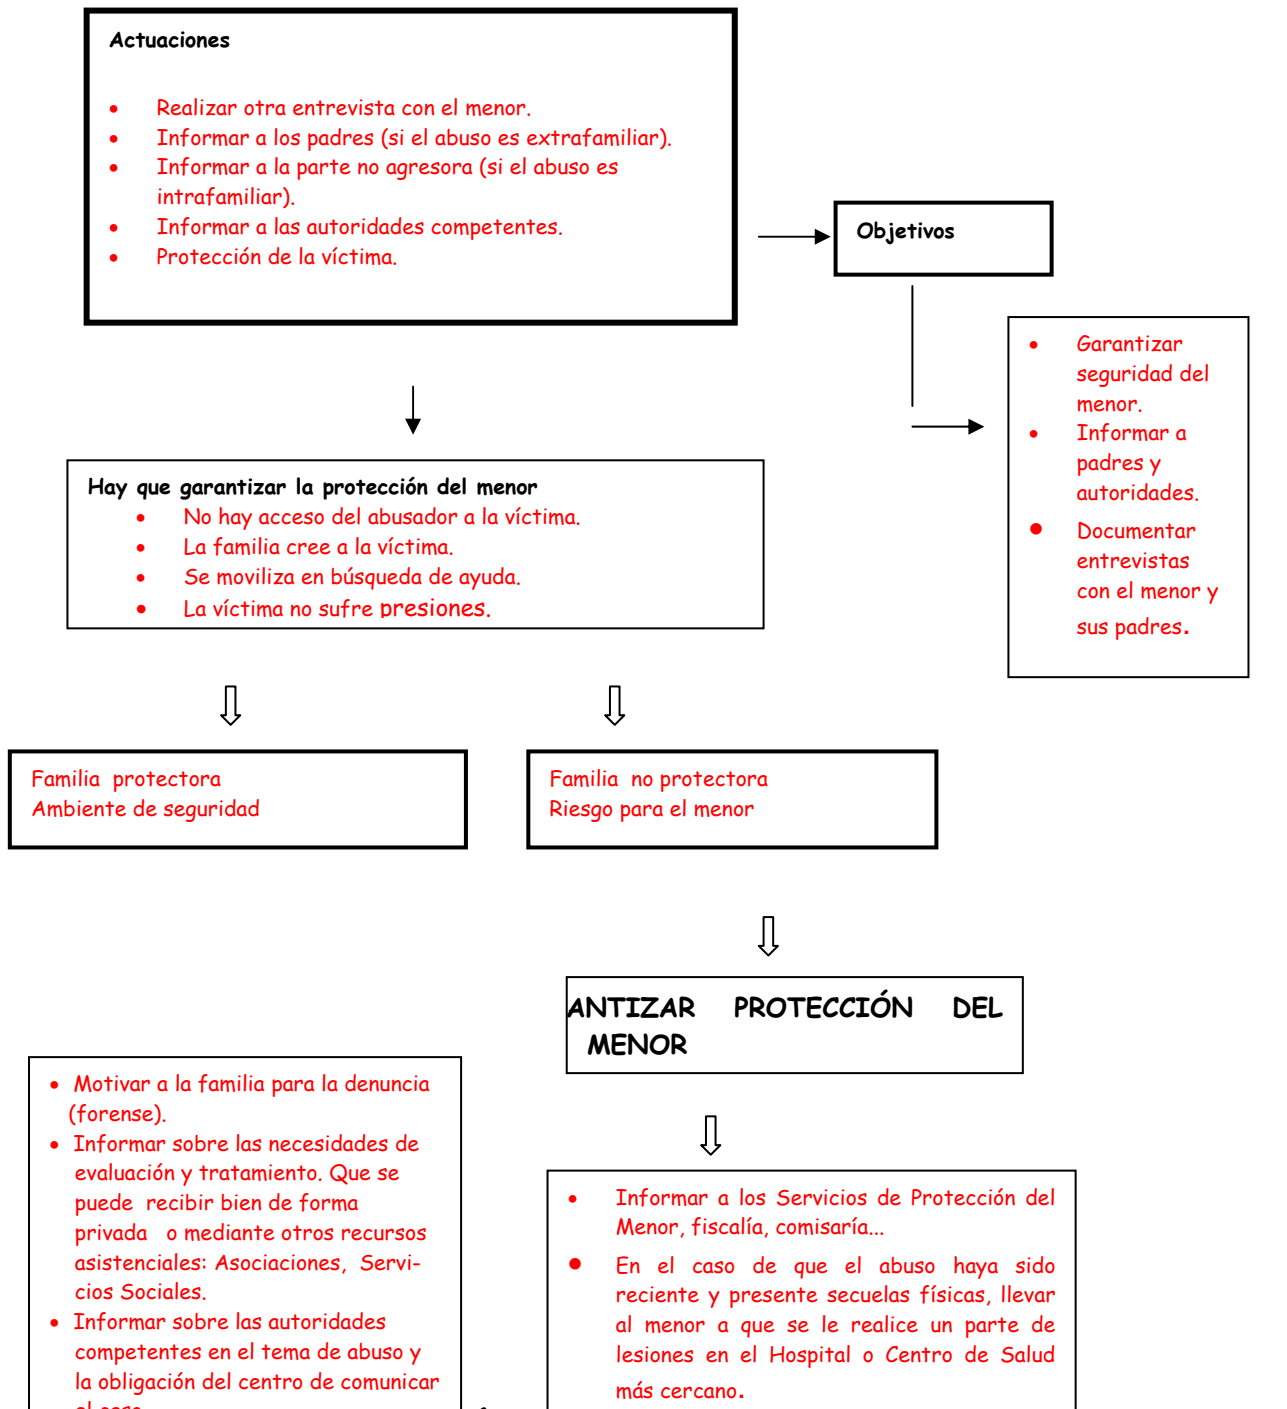 Actuaciones
• Realizar otra entrevista con el menor.
• Informar a los padres (si el abuso es extrafamiliar).
• Informar a la parte no agresora (si el abuso es
intrafamiliar).
• Informar a las autoridades competentes.
• Protección de la víctima.
Objetivos
• Garantizar
seguridad del
menor.
• Informar a
padres y
autoridades.
• Documentar
entrevistas
con el menor y
sus padres.
Hay que garantizar la protección del menor
• No hay acceso del abusador a la víctima.
• La familia cree a la víctima.
• Se moviliza en búsqueda de ayuda.
• La víctima no sufre presiones.
Familia protectora
Ambiente de seguridad
Familia no protectora
Riesgo para el menor
ANTIZAR PROTECCIÓN DEL
MENOR
• Motivar a la familia para la denuncia
(forense).
• Informar sobre las necesidades de
evaluación y tratamiento. Que se
puede recibir bien de forma
privada o mediante otros recursos
asistenciales: Asociaciones, Servi-
cios Sociales.
• Informar sobre las autoridades
competentes en el tema de abuso y
la obligación del centro de comunicar
• Informar a los Servicios de Protección del
Menor, fiscalía, comisaría...
• En el caso de que el abuso haya sido
reciente y presente secuelas físicas, llevar
al menor a que se le realice un parte de
lesiones en el Hospital o Centro de Salud
más cercano.